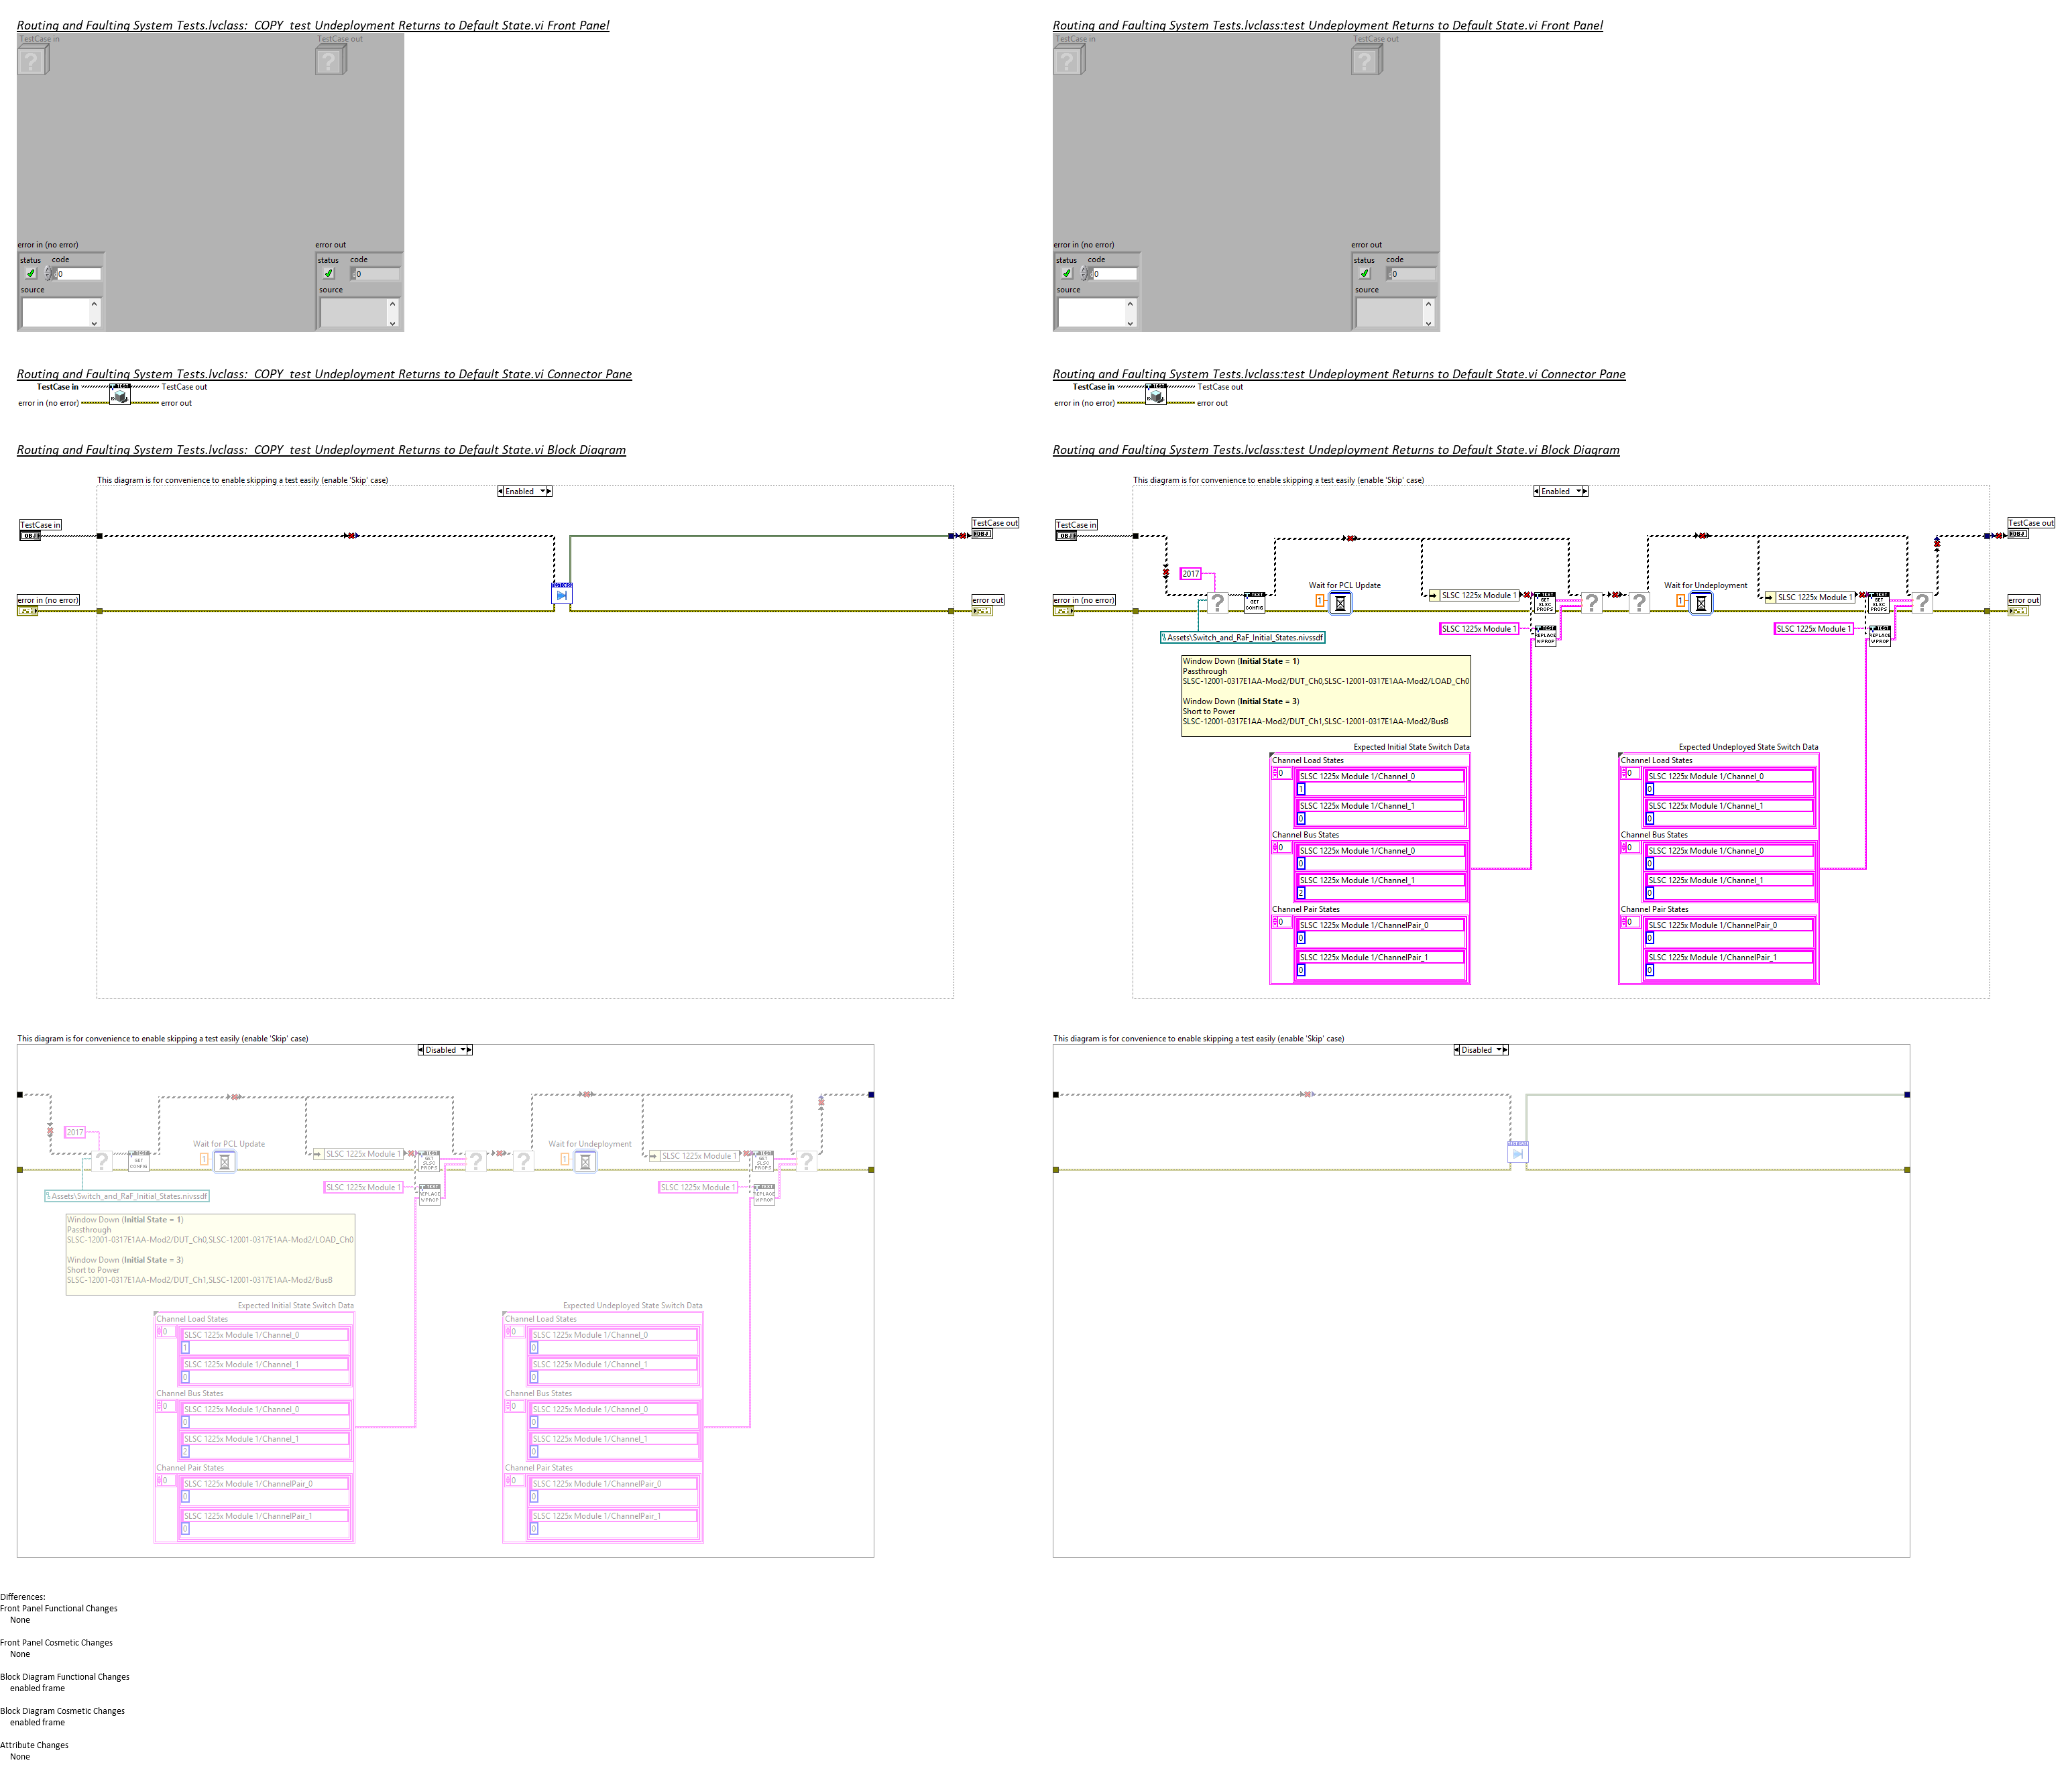 Routing and Faulting System Tests.lvclass:_COPY_test Undeployment Returns to Default State.vi Front Panel
TestCase in
TestCase out
error in (no error)
status
code
0
source
error out
status
code
0
source
Routing and Faulting System Tests.lvclass:_COPY_test Undeployment Returns to Default State.vi Connector Pane
TestCase in
TEST
TestCase out
error in (no error)
error out
Routing and Faulting System Tests.lvclass:_COPY_test Undeployment Returns to Default State.vi Block Diagram
This diagram is for convenience to enable skipping a test easily (enable 'Skip' case)
Enabled
TestCase in
OBJ
TestCase out
OBJ
error in (no error)
error out
This diagram is for convenience to enable skipping a test easily (enable 'Skip' case)
Disabled
2017
Wait for PCL Update
Wait for Undeployment
GET CONFIG
1
SLSC 1225x Module 1
GET SLSC PROPS
1
SLSC 1225x Module 1
GET SLSC PROPS
SLSC 1225x Module 1
SLSC 1225x Module 1
Assets\Switch_and_RaF_Initial_States.nivssdf
Window Down (Initial State = 1)
Passthrough
SLSC-12001-0317E1AA-Mod2/DUT_Ch0,SLSC-12001-0317E1AA-Mod2/LOAD_Ch0
Window Down (Initial State = 3)
Short to Power
SLSC-12001-0317E1AA-Mod2/DUT_Ch1,SLSC-12001-0317E1AA-Mod2/BusB
Expected Initial State Switch Data
Channel Load States
0
SLSC 1225x Module 1/Channel_0
1
SLSC 1225x Module 1/Channel_1
0
Channel Bus States
0
SLSC 1225x Module 1/Channel_0
0
SLSC 1225x Module 1/Channel_1
2
Channel Pair States
0
SLSC 1225x Module 1/ChannelPair_0
0
SLSC 1225x Module 1/ChannelPair_1
0
Expected Undeployed State Switch Data
Channel Load States
0
SLSC 1225x Module 1/Channel_0
0
SLSC 1225x Module 1/Channel_1
0
Channel Bus States
0
SLSC 1225x Module 1/Channel_0
0
SLSC 1225x Module 1/Channel_1
0
Channel Pair States
0
SLSC 1225x Module 1/ChannelPair_0
0
SLSC 1225x Module 1/ChannelPair_1
0
Routing and Faulting System Tests.lvclass:test Undeployment Returns to Default State.vi Front Panel
TestCase in
TestCase out
error in (no error)
status
code
0
source
error out
status
code
0
source
Routing and Faulting System Tests.lvclass:test Undeployment Returns to Default State.vi Connector Pane
TestCase in
TEST
TestCase out
error in (no error)
error out
Routing and Faulting System Tests.lvclass:test Undeployment Returns to Default State.vi Block Diagram
This diagram is for convenience to enable skipping a test easily (enable 'Skip' case)
Enabled
TestCase in
OBJ
TestCase out
OBJ
error in (no error)
error out
2017
Wait for PCL Update
Wait for Undeployment
GET CONFIG
1
SLSC 1225x Module 1
GET SLSC PROPS
1
SLSC 1225x Module 1
GET SLSC PROPS
SLSC 1225x Module 1
SLSC 1225x Module 1
Assets\Switch_and_RaF_Initial_States.nivssdf
Window Down (Initial State = 1)
Passthrough
SLSC-12001-0317E1AA-Mod2/DUT_Ch0,SLSC-12001-0317E1AA-Mod2/LOAD_Ch0
Window Down (Initial State = 3)
Short to Power
SLSC-12001-0317E1AA-Mod2/DUT_Ch1,SLSC-12001-0317E1AA-Mod2/BusB
Expected Initial State Switch Data
Channel Load States
0
SLSC 1225x Module 1/Channel_0
1
SLSC 1225x Module 1/Channel_1
0
Channel Bus States
0
SLSC 1225x Module 1/Channel_0
0
SLSC 1225x Module 1/Channel_1
2
Channel Pair States
0
SLSC 1225x Module 1/ChannelPair_0
0
SLSC 1225x Module 1/ChannelPair_1
0
Expected Undeployed State Switch Data
Channel Load States
0
SLSC 1225x Module 1/Channel_0
0
SLSC 1225x Module 1/Channel_1
0
Channel Bus States
0
SLSC 1225x Module 1/Channel_0
0
SLSC 1225x Module 1/Channel_1
0
Channel Pair States
0
SLSC 1225x Module 1/ChannelPair_0
0
SLSC 1225x Module 1/ChannelPair_1
0
This diagram is for convenience to enable skipping a test easily (enable 'Skip' case)
Disabled
Differences:
Front Panel Functional Changes
None
Front Panel Cosmetic Changes
None
Block Diagram Functional Changes
enabled frame
Block Diagram Cosmetic Changes
enabled frame
Attribute Changes
None